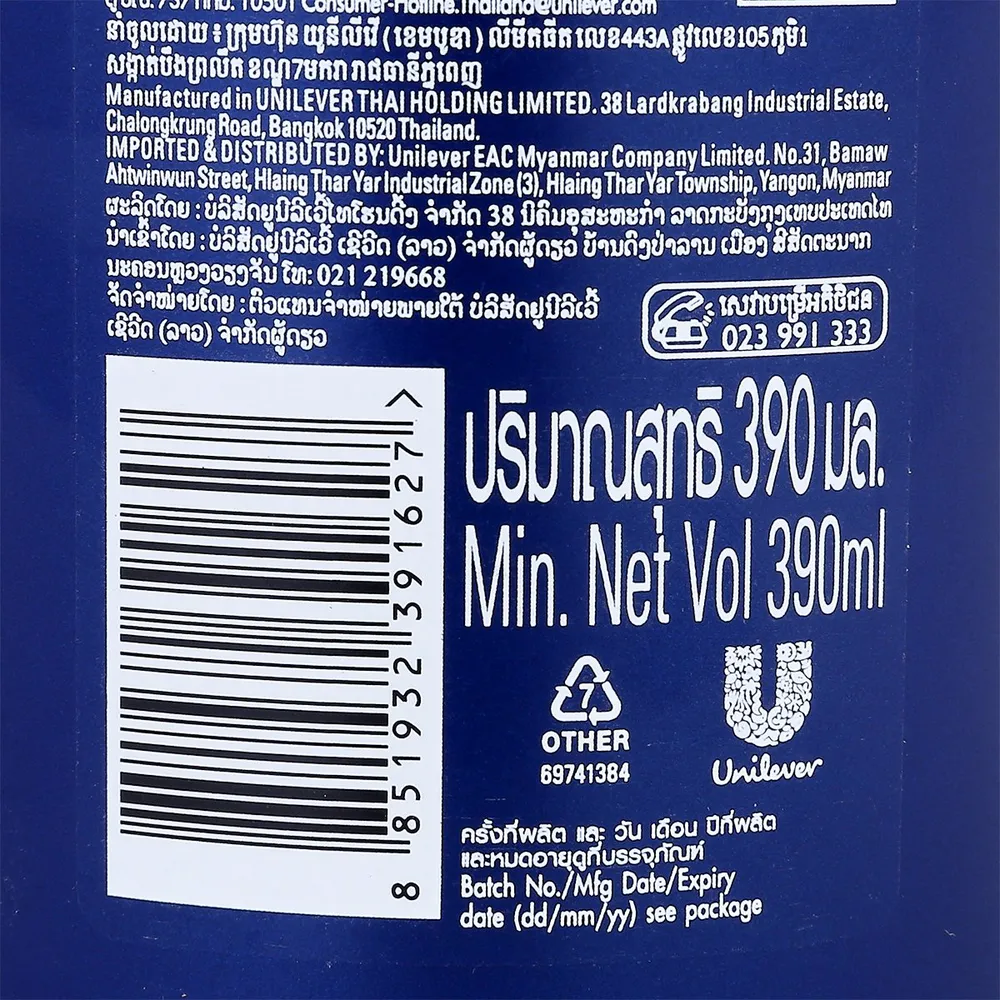 10501 Consumer-Hotline.Thailand@unilever.com
នាំចូលដោយ៖ ក្រុមហ៊ុន យូនីលីវើ (ខេមបូឌា) លីមីតធីត លេខ443A ផ្លូវលេខ105 ភូមិ1
សង្កាត់បឹងព្រលឹត ខណ្ឌ7មករា រាជធានីភ្នំពេញ
Manufactured in UNILEVER THAI HOLDING LIMITED. 38 Lardkrabang Industrial Estate,
Chalongkrung Road, Bangkok 10520 Thailand.
IMPORTED & DISTRIBUTED BY: Unilever EAC Myanmar Company Limited. No.31, Bamaw
Ahtwinwun Street, Hlaing Thar Yar Industrial Zone (3), Hlaing Thar Yar Township, Yangon, Myanmar
ຜະລິດໂດຍ : ບໍລິສັດຢູນິລີເວີ້ໄທໂຮນດິ້ງ ຈຳກັດ 38 ນິຄົມອຸສະຫະກຳ ລາດກະບັງກຸງເທບປະເທດໄທ
ນຳເຂົ້າໂດຍ : ບໍລິສັດຢູນິລີເວີ້ ເຊີວິດ (ລາວ) ຈຳກັດຜູ້ດຽວ ບ້ານດົງປ່າລານ ເມືອງ ສີສັດຕະນາກ
ນະຄອນຫຼວງວຽງຈັນ ໂທ: 021 219668
ຈັດຈຳໜ່າຍໂດຍ : ຕົວແທນຈຳໜ່າຍພາຍໃຕ້ ບໍລິສັດຢູນິລີເວີ້
ເຊີວິດ (ລາວ) ຈຳກັດຜູ້ດຽວ
សេវាបម្រើអតិថិជន
023 991 333
8 851932 391627 >
ปริมาณสุทธิ 390 มล.
Min. Net Vol 390ml
7
OTHER
69741384
U
Unilever
ครั้งที่ผลิต และ วัน เดือน ปีที่ผลิต
และหมดอายุดูที่บรรจุภัณฑ์
Batch No./Mfg Date/Expiry
date (dd/mm/yy) see package